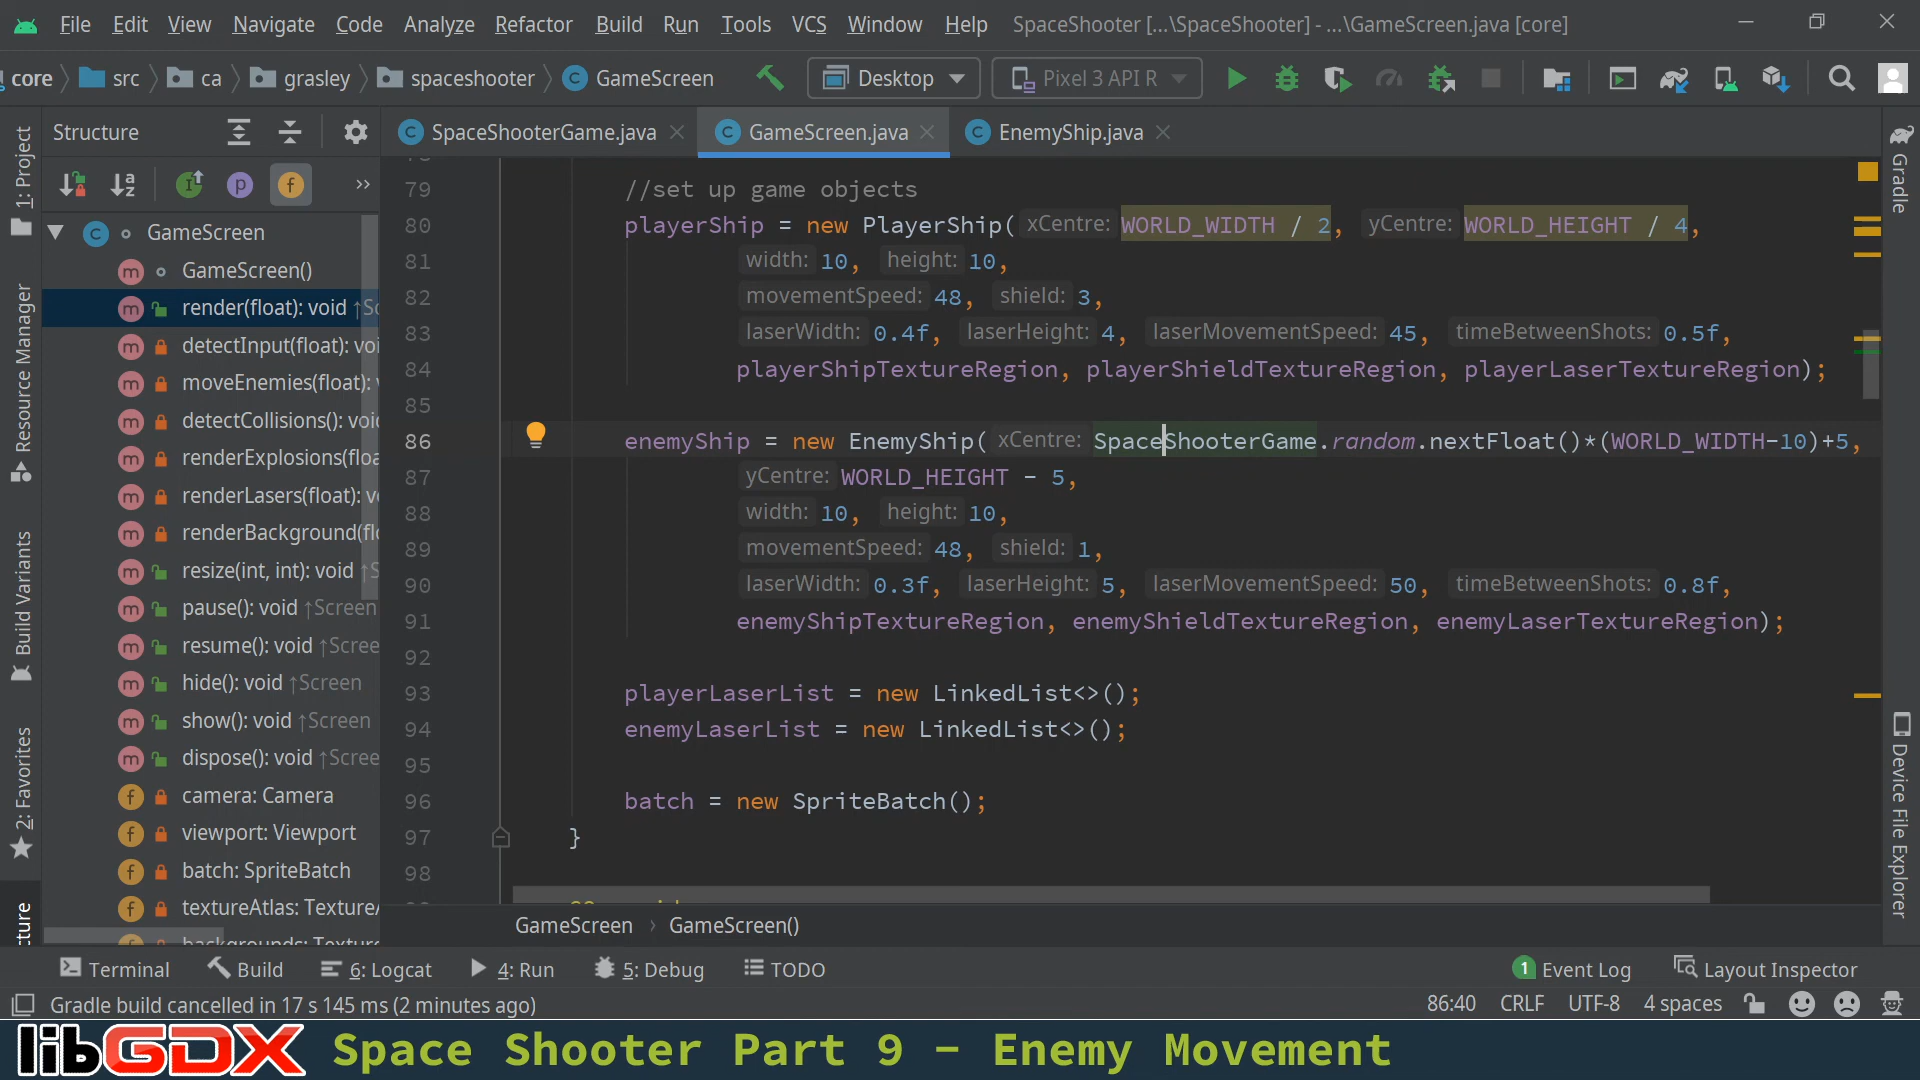 File Edit View Navigate Code Analyze Refactor Build Run Tools VCS Window Help SpaceShooter [...\SpaceShooter] - ...\GameScreen.java [core]
core src ca grasley spaceshooter GameScreen Desktop Pixel 3 API R
Structure SpaceShooterGame.java GameScreen.java EnemyShip.java
1: Project
Resource Manager
Build Variants
2: Favorites
GameScreen
GameScreen()
render(float): void ↑Sc
detectInput(float): voi
moveEnemies(float):
detectCollisions(): voi
renderExplosions(floa
renderLasers(float): v
renderBackground(flo
resize(int, int): void ↑S
pause(): void ↑Screen
resume(): void ↑Scree
hide(): void ↑Screen
show(): void ↑Screen
dispose(): void ↑Scree
camera: Camera
viewport: Viewport
batch: SpriteBatch
textureAtlas: TextureA
79 //set up game objects
80 playerShip = new PlayerShip( xCentre: WORLD_WIDTH / 2, yCentre: WORLD_HEIGHT / 4,
81 width: 10, height: 10,
82 movementSpeed: 48, shield: 3,
83 laserWidth: 0.4f, laserHeight: 4, laserMovementSpeed: 45, timeBetweenShots: 0.5f,
84 playerShipTextureRegion, playerShieldTextureRegion, playerLaserTextureRegion);
85
86 enemyShip = new EnemyShip( xCentre: SpaceShooterGame.random.nextFloat()*(WORLD_WIDTH-10)+5,
87 yCentre: WORLD_HEIGHT - 5,
88 width: 10, height: 10,
89 movementSpeed: 48, shield: 1,
90 laserWidth: 0.3f, laserHeight: 5, laserMovementSpeed: 50, timeBetweenShots: 0.8f,
91 enemyShipTextureRegion, enemyShieldTextureRegion, enemyLaserTextureRegion);
92
93 playerLaserList = new LinkedList<>();
94 enemyLaserList = new LinkedList<>();
95
96 batch = new SpriteBatch();
97 }
98
Gradle
Device File Explorer
GameScreen › GameScreen()
Terminal Build 6: Logcat 4: Run 5: Debug TODO 1 Event Log Layout Inspector
Gradle build cancelled in 17 s 145 ms (2 minutes ago) 86:40 CRLF UTF-8 4 spaces
libGDX Space Shooter Part 9 - Enemy Movement